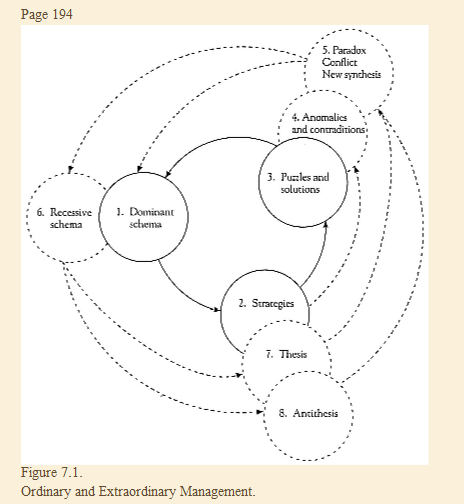 Page 194
5. Paradox
Conflict
New synthesis
4. Anomalies
and contraditions
3. Puzzles and
solutions
6. Recessive
schema
1. Dominant
schema
2. Strategies
7. Thesis
8. Antithesis
Figure 7.1.
Ordinary and Extraordinary Management.